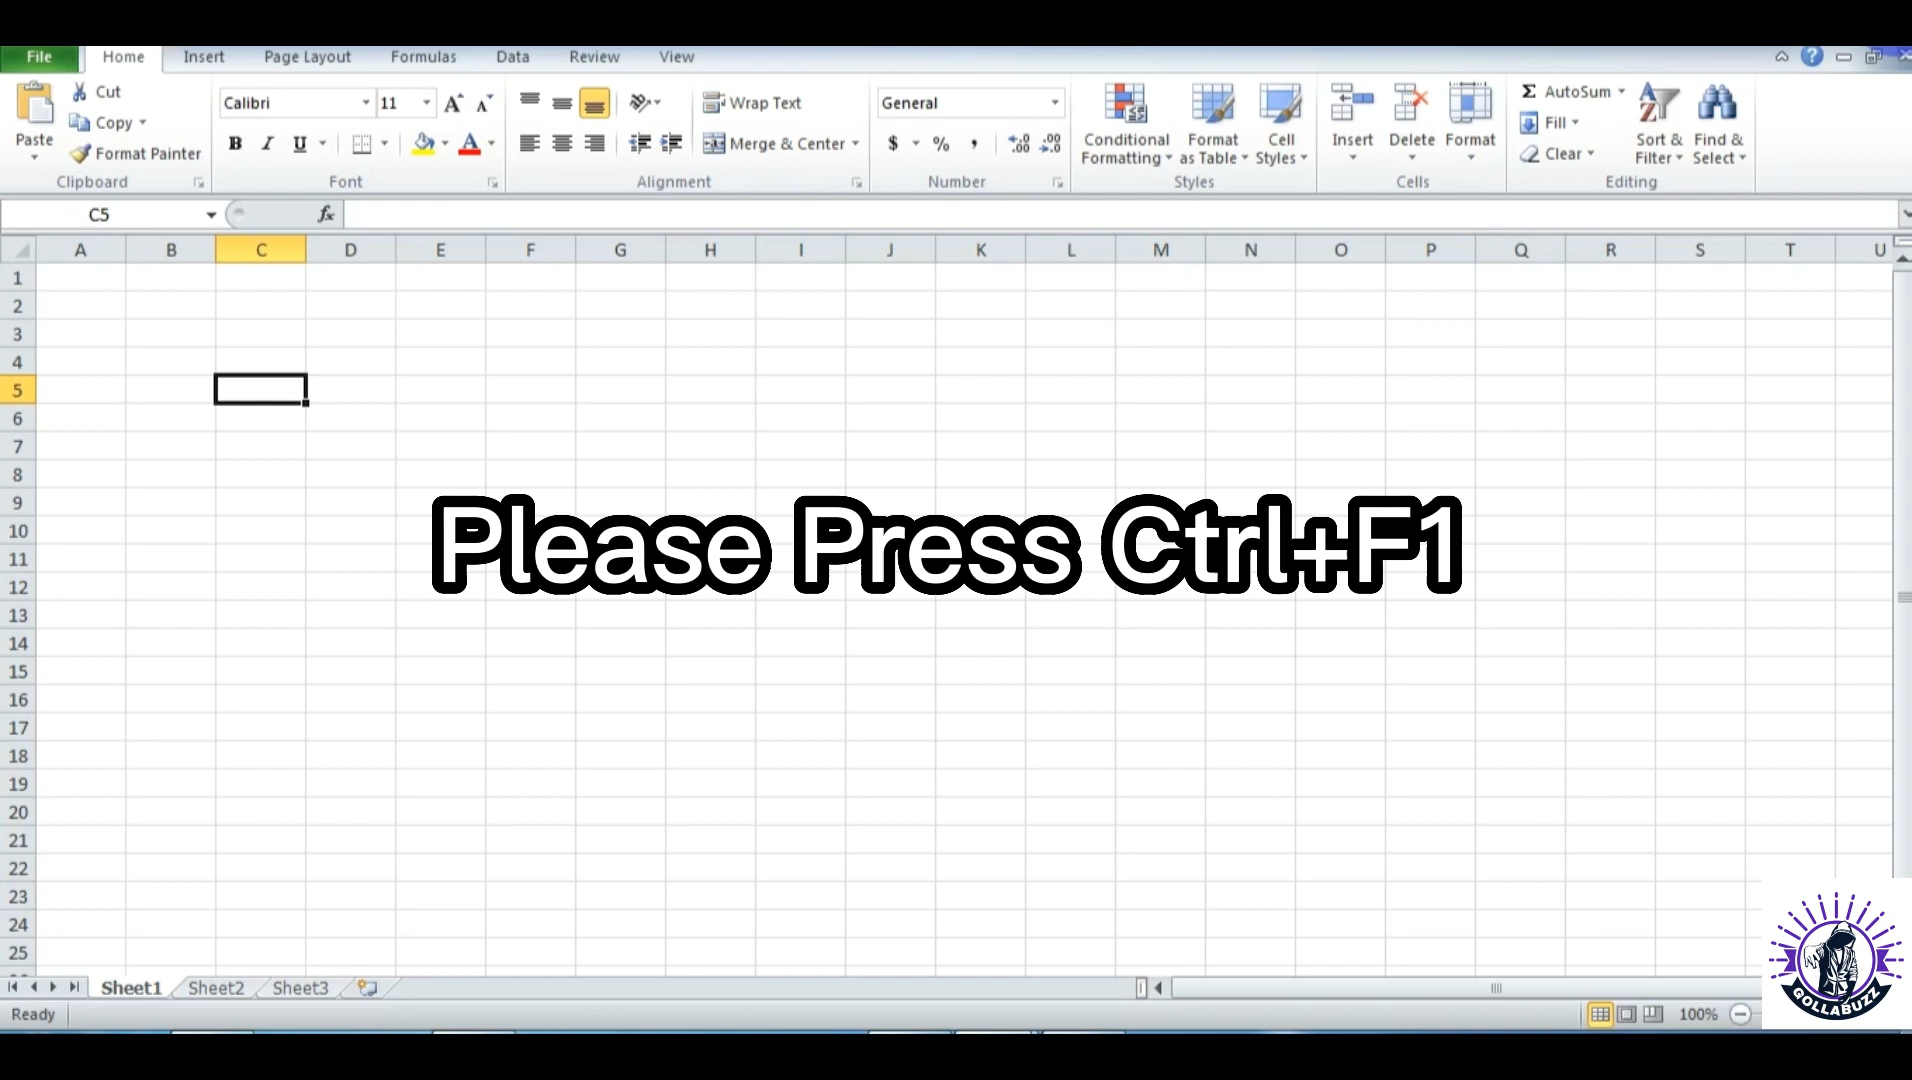 File Home Insert Page Layout Formulas Data Review View
Cut
Copy
Format Painter
Paste
Clipboard
Calibri 11
B I U
Font
Wrap Text
Merge & Center
Alignment
General
$ % ,
Number
Conditional Formatting
Format as Table
Cell Styles
Styles
Insert Delete Format
Cells
Σ AutoSum
Fill
Clear
Sort & Filter
Find & Select
Editing
C5 fx
A B C D E F G H I J K L M N O P Q R S T U
1
2
3
4
5
6
7
8
9
10
11
12
13
14
15
16
17
18
19
20
21
22
23
24
25
Please Press Ctrl+F1
Sheet1 Sheet2 Sheet3
Ready 100%
GOLLABUZZ